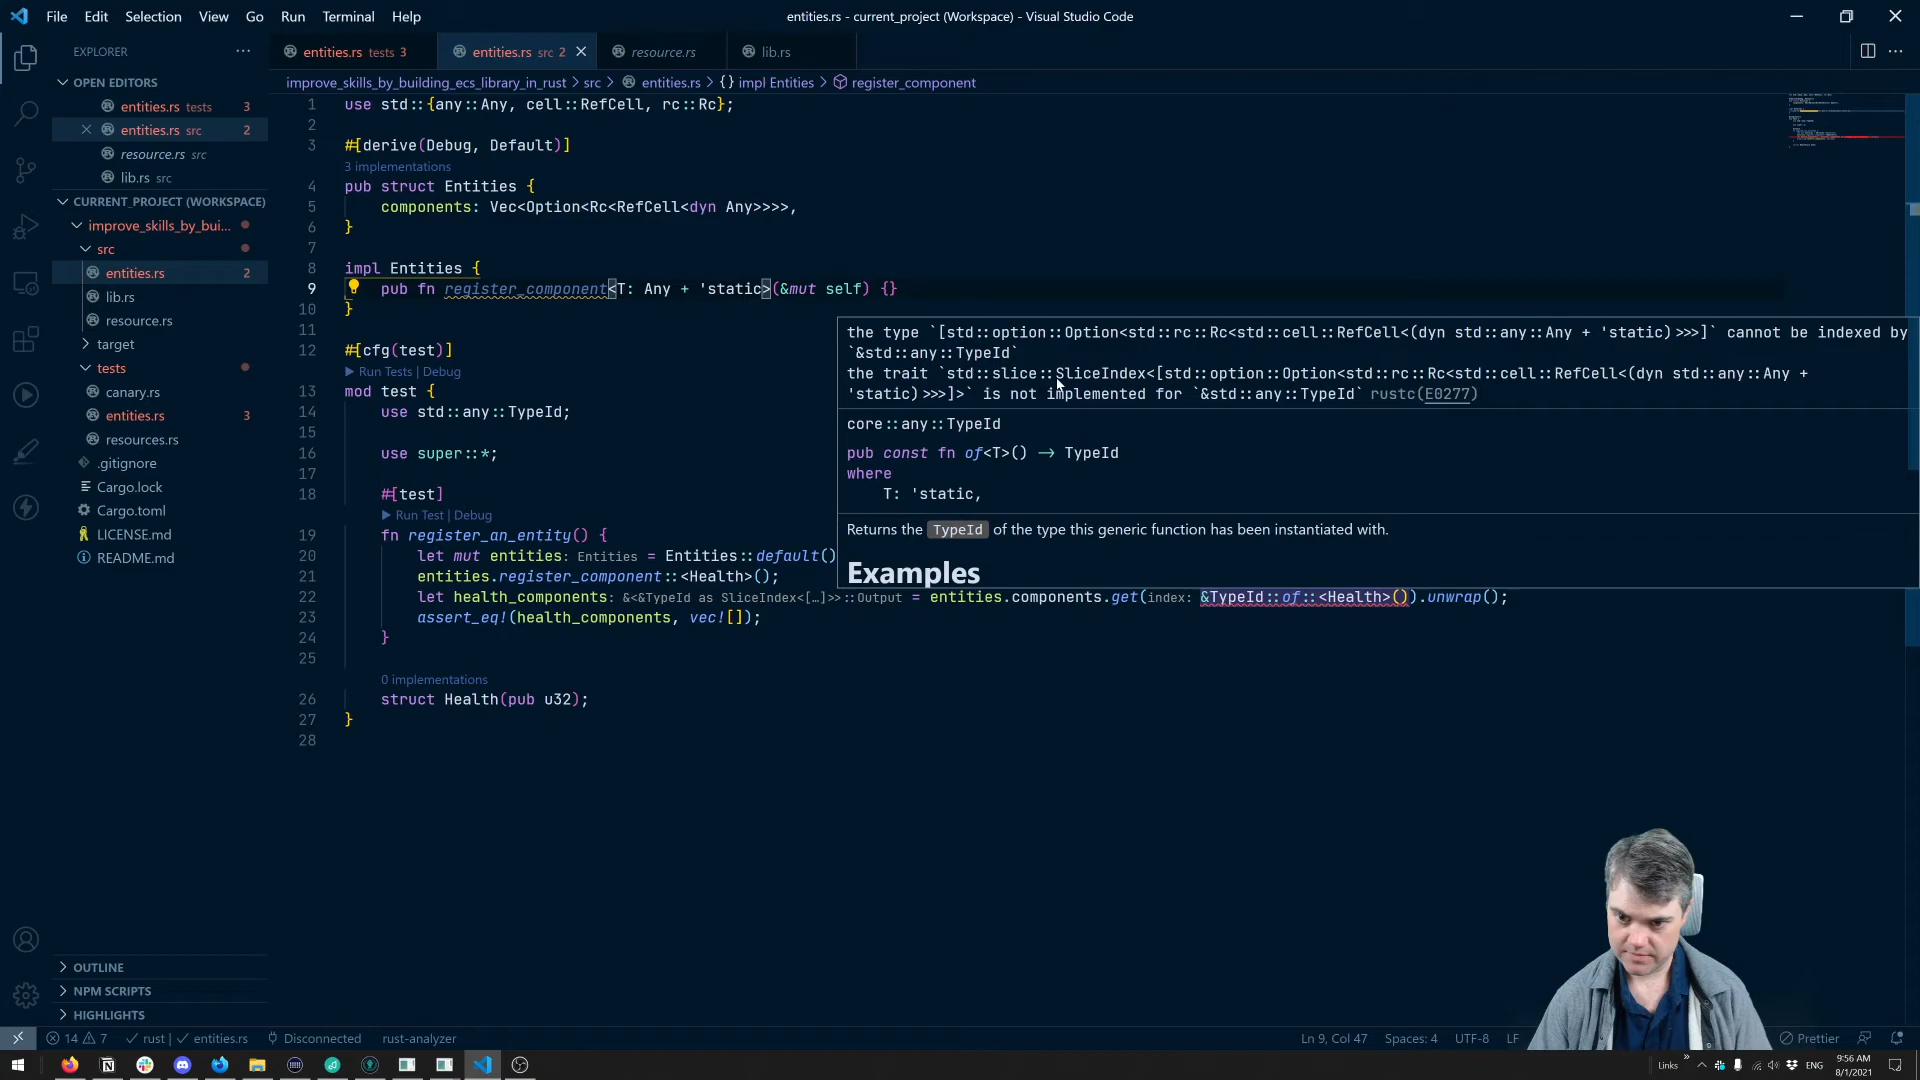 File Edit Selection View Go Run Terminal Help
entities.rs - current_project (Workspace) - Visual Studio Code
EXPLORER
entities.rs tests 3
entities.rs src 2
resource.rs
lib.rs
OPEN EDITORS
entities.rs tests 3
entities.rs src 2
resource.rs src
lib.rs src
CURRENT_PROJECT (WORKSPACE)
improve_skills_by_bui...
src
entities.rs 2
lib.rs
resource.rs
target
tests
canary.rs
entities.rs 3
resources.rs
.gitignore
Cargo.lock
Cargo.toml
LICENSE.md
README.md
OUTLINE
NPM SCRIPTS
HIGHLIGHTS
improve_skills_by_building_ecs_library_in_rust > src > entities.rs > {} impl Entities > register_component
1 use std::{any::Any, cell::RefCell, rc::Rc};
2
3 #[derive(Debug, Default)]
3 implementations
4 pub struct Entities {
5 components: Vec<Option<Rc<RefCell<dyn Any>>>>,
6 }
7
8 impl Entities {
9 pub fn register_component<T: Any + 'static>(&mut self) {}
10 }
11
12 #[cfg(test)]
Run Tests | Debug
13 mod test {
14 use std::any::TypeId;
15
16 use super::*;
17
18 #[test]
Run Test | Debug
19 fn register_an_entity() {
20 let mut entities: Entities = Entities::default()
21 entities.register_component::<Health>();
22 let health_components: &<&TypeId as SliceIndex<[…]>>::Output = entities.components.get(index: &TypeId::of::<Health>()).unwrap();
23 assert_eq!(health_components, vec![]);
24 }
25
0 implementations
26 struct Health(pub u32);
27 }
28
the type `[std::option::Option<std::rc::Rc<std::cell::RefCell<(dyn std::any::Any + 'static)>>>]` cannot be indexed by
`&std::any::TypeId`
the trait `std::slice::SliceIndex<[std::option::Option<std::rc::Rc<std::cell::RefCell<(dyn std::any::Any +
'static)>>>]>` is not implemented for `&std::any::TypeId` rustc(E0277)
core::any::TypeId
pub const fn of<T>() -> TypeId
where
T: 'static,
Returns the TypeId of the type this generic function has been instantiated with.
Examples
14 7 rust | entities.rs Disconnected rust-analyzer
Ln 9, Col 47 Spaces: 4 UTF-8 LF Prettier
Links » ENG 9:56 AM
8/1/2021